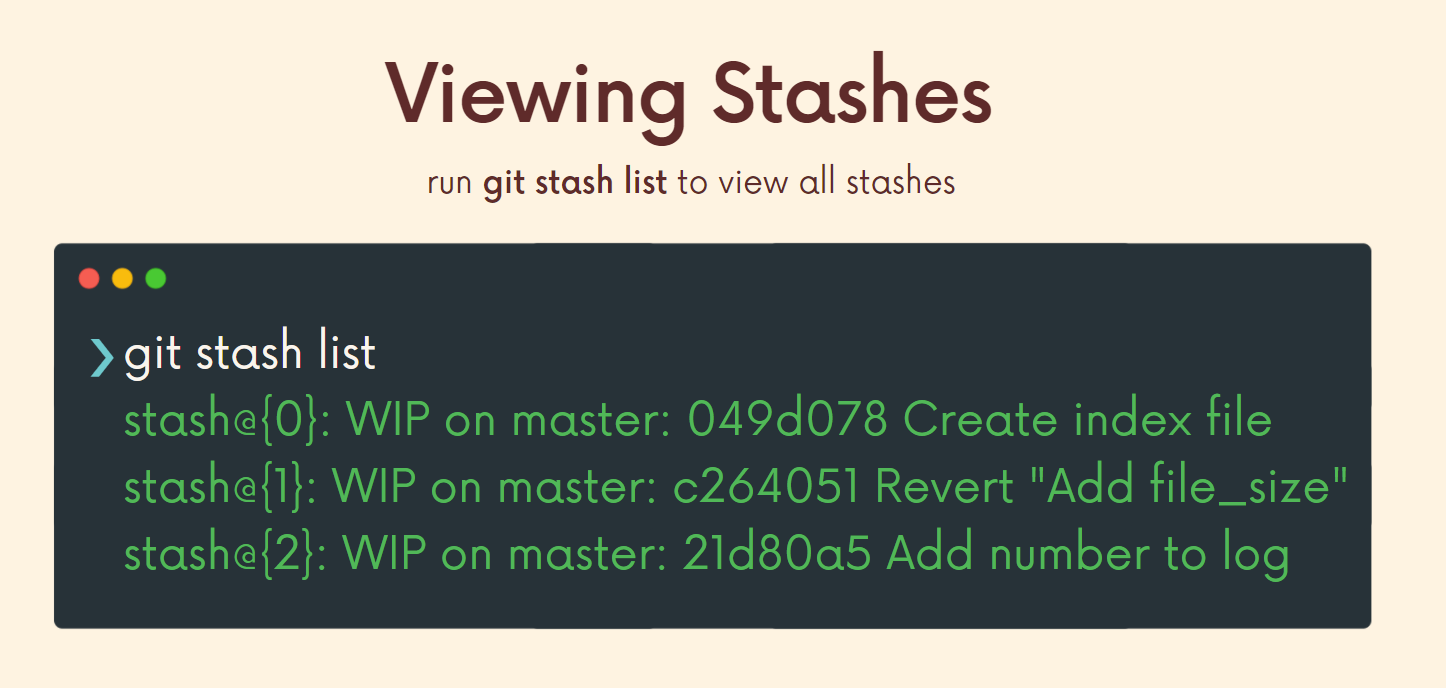 Viewing Stashes
run git stash list to view all stashes
❯ git stash list
stash@{0}: WIP on master: 049d078 Create index file
stash@{1}: WIP on master: c264051 Revert "Add file_size"
stash@{2}: WIP on master: 21d80a5 Add number to log